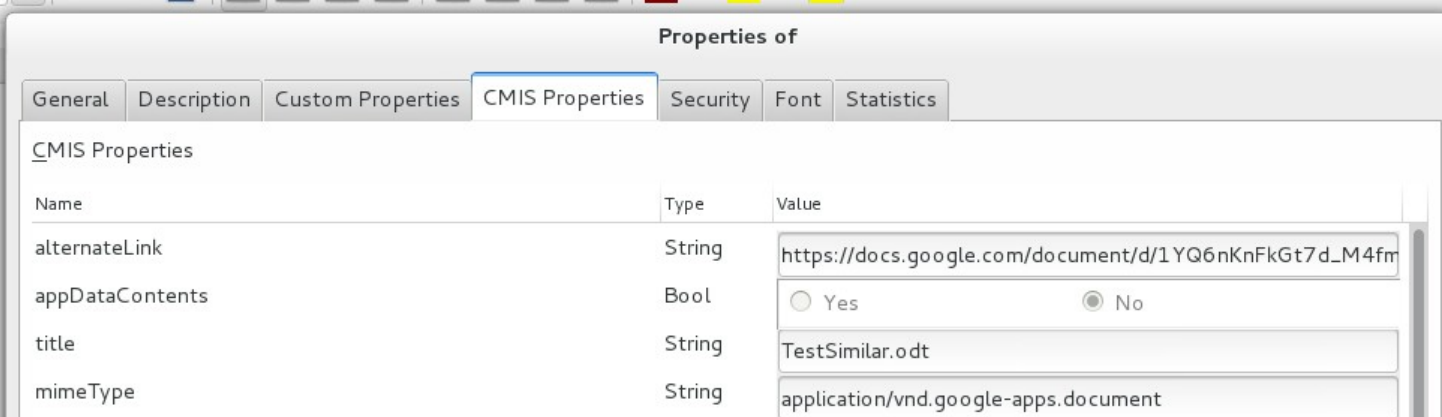 Properties of
General Description Custom Properties CMIS Properties Security Font Statistics
CMIS Properties
Name Type Value
alternateLink String https://docs.google.com/document/d/1YQ6nKnFkGt7d_M4fm
appDataContents Bool Yes No
title String TestSimilar.odt
mimeType String application/vnd.google-apps.document